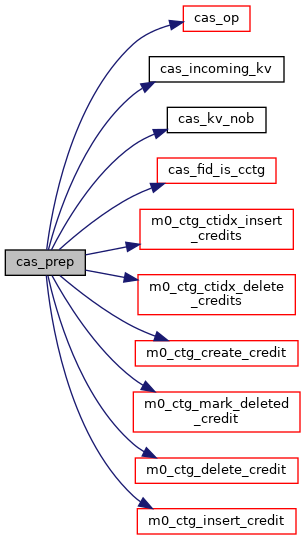 cas_op
cas_incoming_kv
cas_kv_nob
cas_fid_is_cctg
cas_prep
m0_ctg_ctidx_insert
_credits
m0_ctg_ctidx_delete
_credits
m0_ctg_create_credit
m0_ctg_mark_deleted
_credit
m0_ctg_delete_credit
m0_ctg_insert_credit